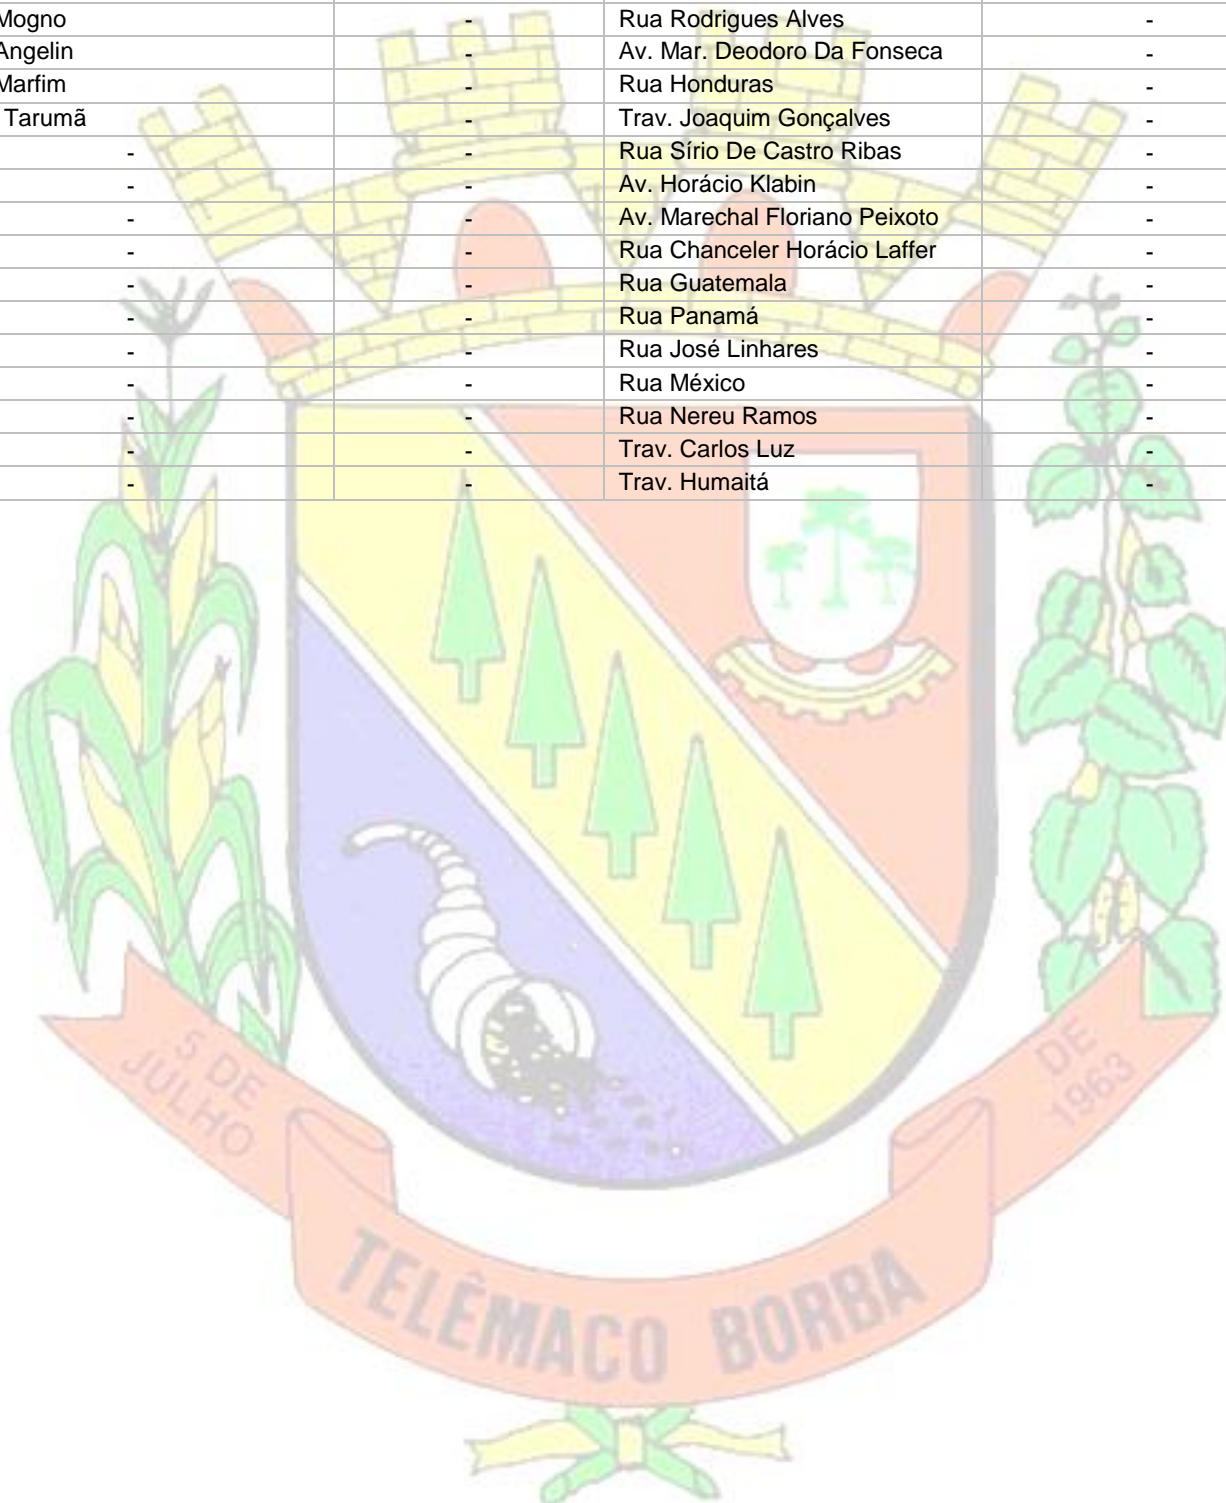 Mogno - Rua Rodrigues Alves -
Angelin - Av. Mar. Deodoro Da Fonseca -
Marfim - Rua Honduras -
Tarumã - Trav. Joaquim Gonçalves -
- - Rua Sírio De Castro Ribas -
- - Av. Horácio Klabin -
- - Av. Marechal Floriano Peixoto -
- - Rua Chanceler Horácio Laffer -
- - Rua Guatemala -
- - Rua Panamá -
- - Rua José Linhares -
- - Rua México -
- - Rua Nereu Ramos -
- - Trav. Carlos Luz -
- - Trav. Humaitá -
5 DE
JULHO
DE
1963
TELÊMACO BORBA